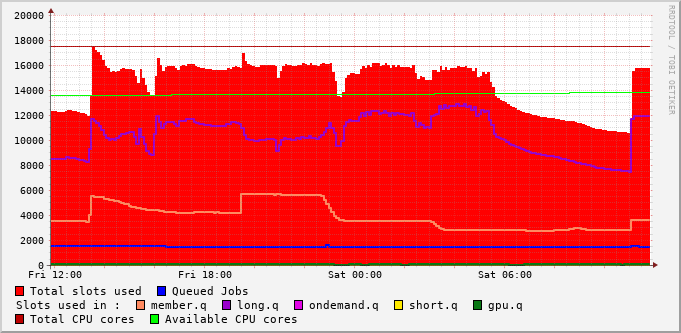 20000
18000
16000
14000
12000
10000
8000
6000
4000
2000
0
Fri 12:00 Fri 18:00 Sat 00:00 Sat 06:00
Total slots used Queued Jobs
Slots used in : member.q long.q ondemand.q short.q gpu.q
Total CPU cores Available CPU cores
RRDTOOL / TOBI OETIKER